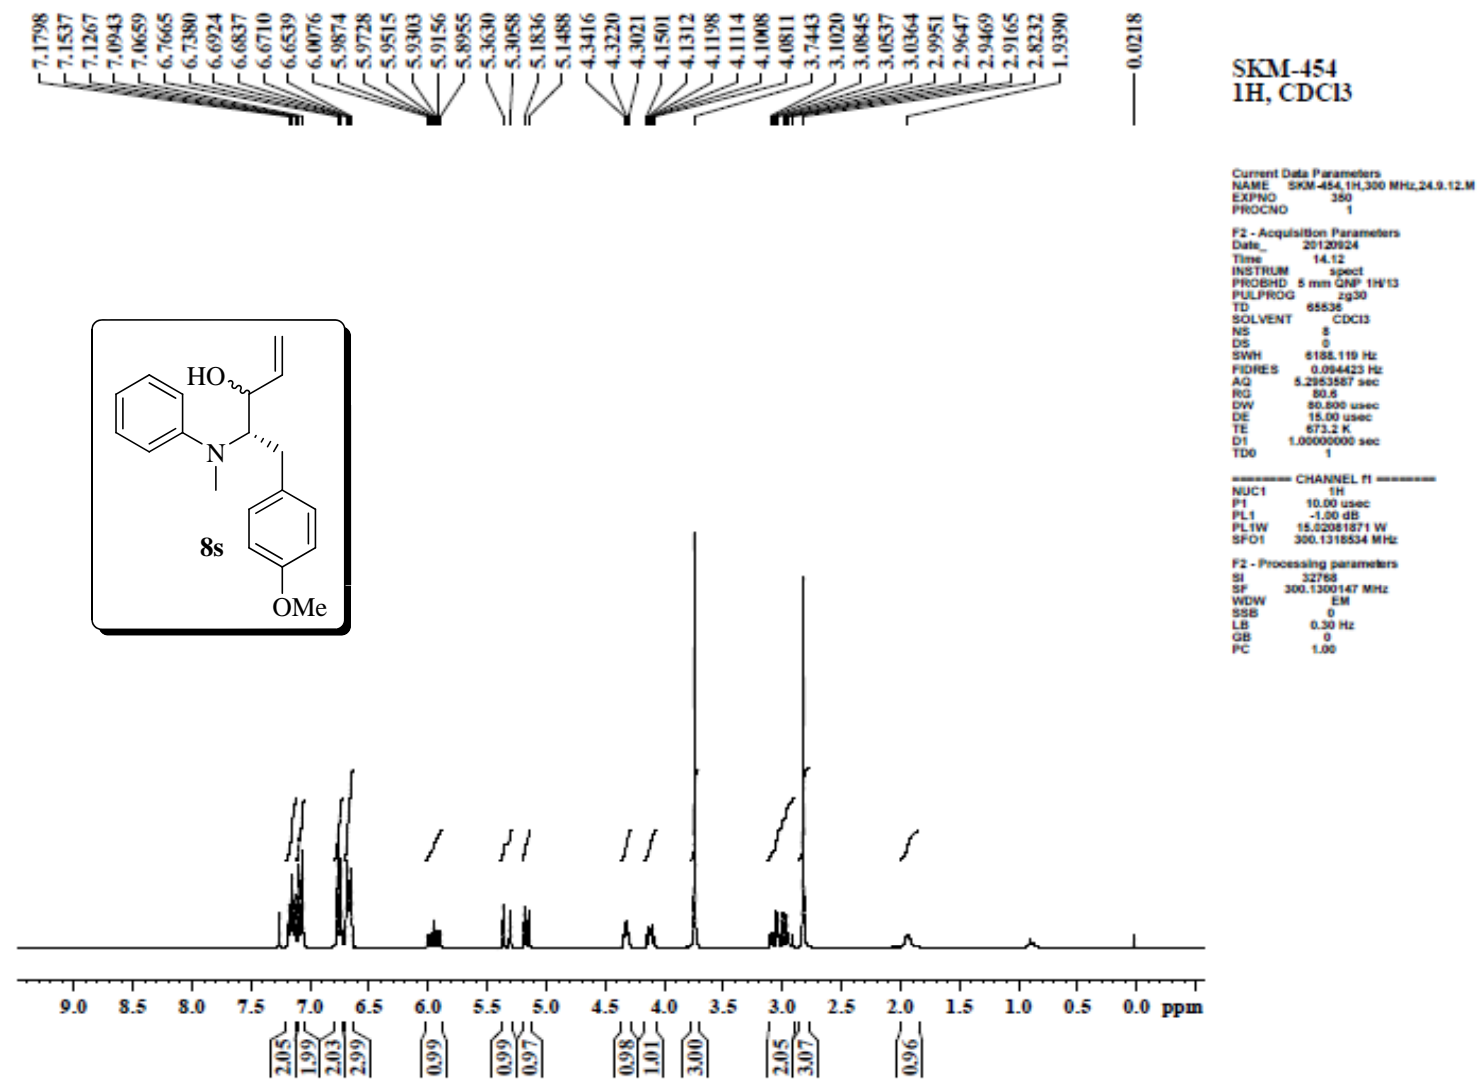 7.1798
7.1537
7.1267
7.0943
7.0659
6.7665
6.7380
6.6924
6.6837
6.6710
6.6539
6.0076
5.9874
5.9728
5.9515
5.9303
5.9156
5.8955
5.3630
5.3058
5.1836
5.1488
4.3416
4.3220
4.3021
4.1501
4.1312
4.1198
4.1114
4.1008
4.0811
3.7443
3.1020
3.0845
3.0537
3.0364
2.9951
2.9647
2.9469
2.9165
2.8232
1.9390
0.0218
SKM-454
1H, CDCl3
Current Data Parameters
NAME SKM-454,1H,300 MHz,24.9.12.M
EXPNO 350
PROCNO 1
F2 - Acquisition Parameters
Date_ 20120924
Time 14.12
INSTRUM spect
PROBHD 5 mm QNP 1H/13
PULPROG zg30
TD 65536
SOLVENT CDCl3
NS 8
DS 0
SWH 6188.119 Hz
FIDRES 0.094423 Hz
AQ 5.2953587 sec
RG 80.6
DW 80.800 usec
DE 15.00 usec
TE 673.2 K
D1 1.00000000 sec
TD0 1
======== CHANNEL f1 ========
NUC1 1H
P1 10.00 usec
PL1 -1.00 dB
PL1W 15.02081871 W
SFO1 300.1318534 MHz
F2 - Processing parameters
SI 32768
SF 300.1300147 MHz
WDW EM
SSB 0
LB 0.30 Hz
GB 0
PC 1.00
HO
N
8s
OMe
9.0 8.5 8.0 7.5 7.0 6.5 6.0 5.5 5.0 4.5 4.0 3.5 3.0 2.5 2.0 1.5 1.0 0.5 0.0 ppm
2.05
1.99
2.03
2.99
0.99
0.99
0.97
0.98
1.01
3.00
2.05
3.07
0.96